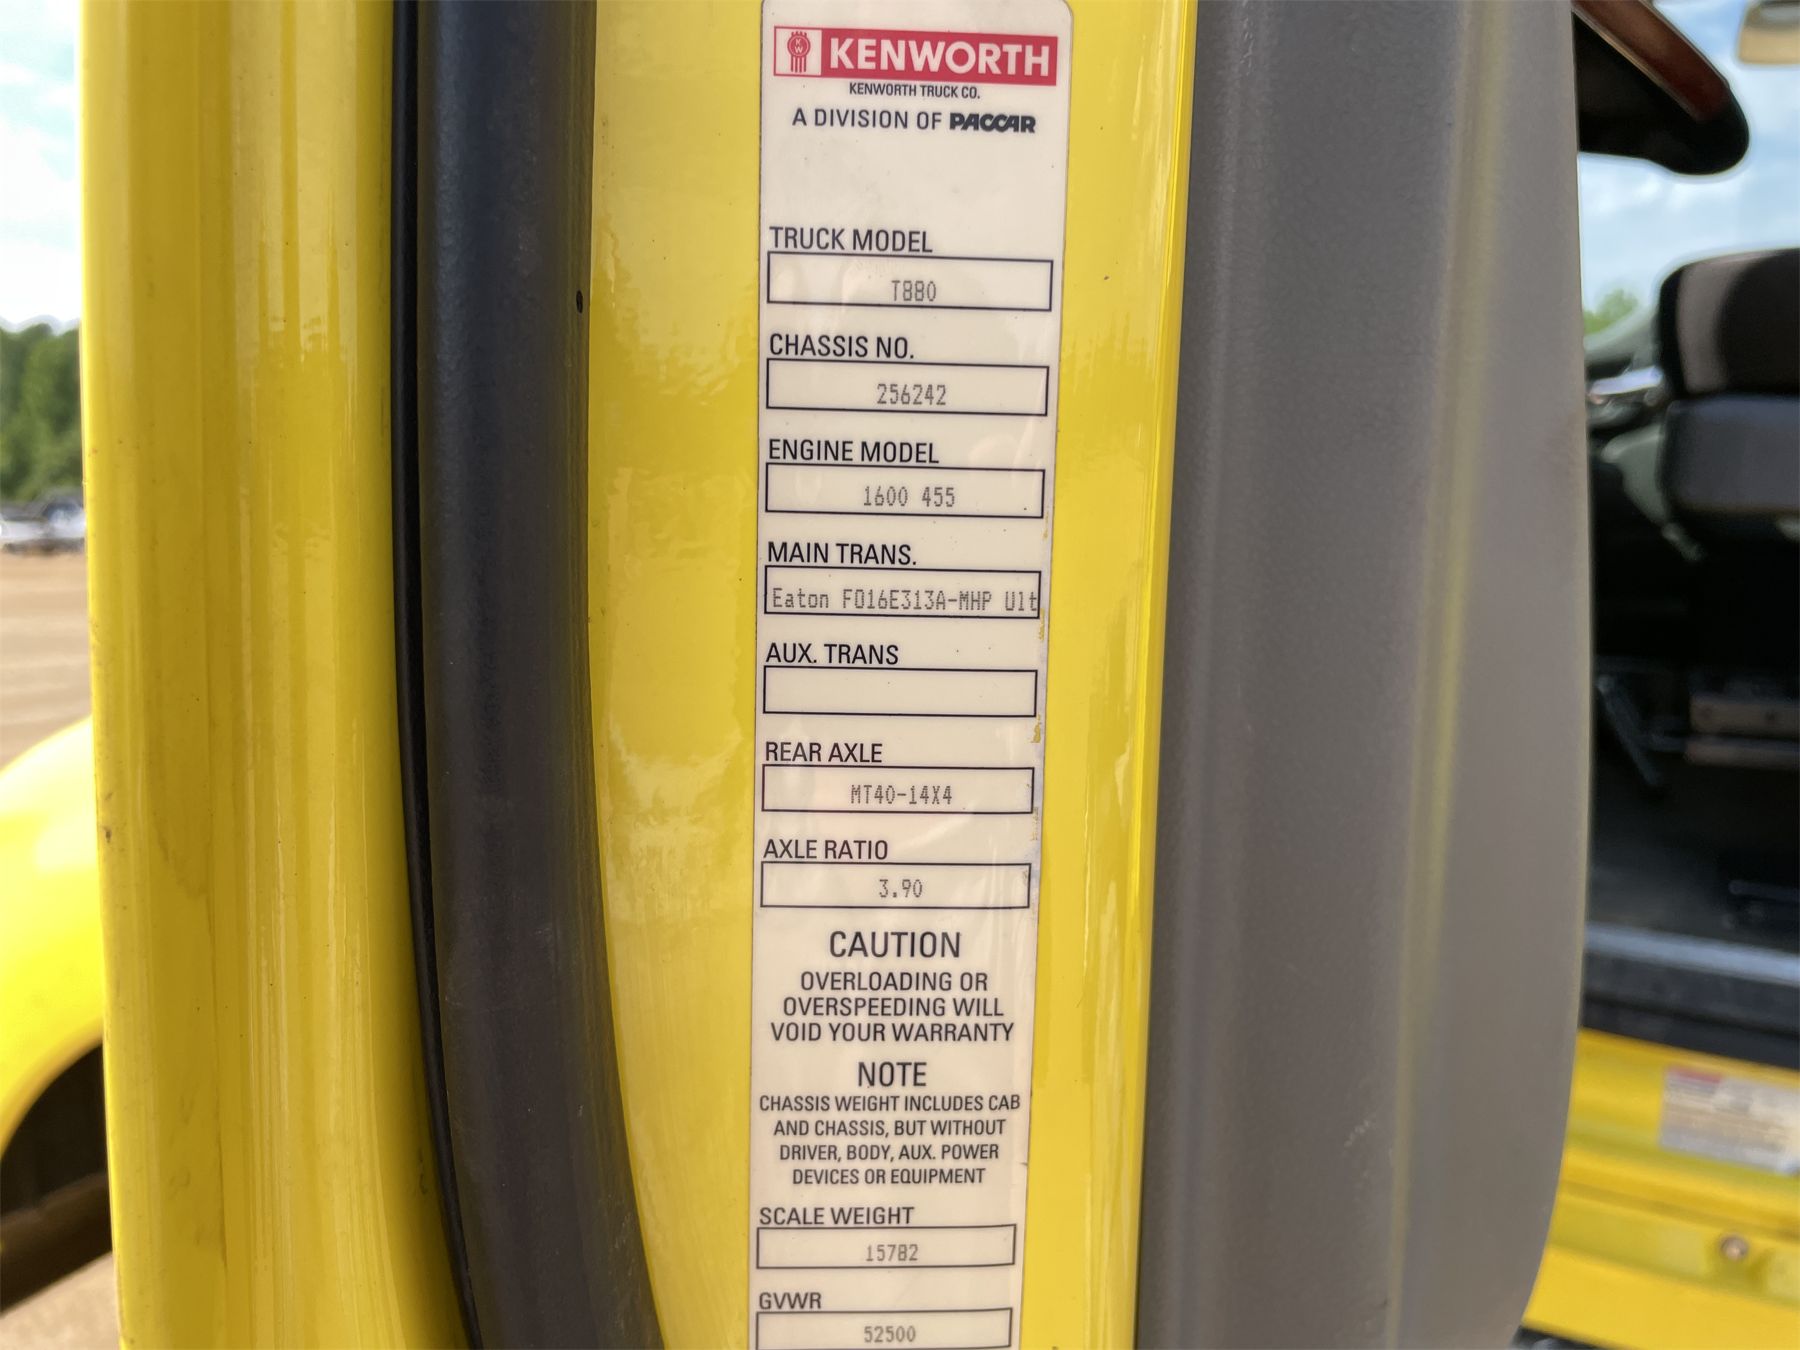 KW KENWORTH
KENWORTH TRUCK CO.
A DIVISION OF PACCAR
TRUCK MODEL
T880
CHASSIS NO.
256242
ENGINE MODEL
1600 455
MAIN TRANS.
Eaton FO16E313A-MHP Ult
AUX. TRANS
REAR AXLE
MT40-14X4
AXLE RATIO
3.90
CAUTION
OVERLOADING OR
OVERSPEEDING WILL
VOID YOUR WARRANTY
NOTE
CHASSIS WEIGHT INCLUDES CAB
AND CHASSIS, BUT WITHOUT
DRIVER, BODY, AUX. POWER
DEVICES OR EQUIPMENT
SCALE WEIGHT
15782
GVWR
52500